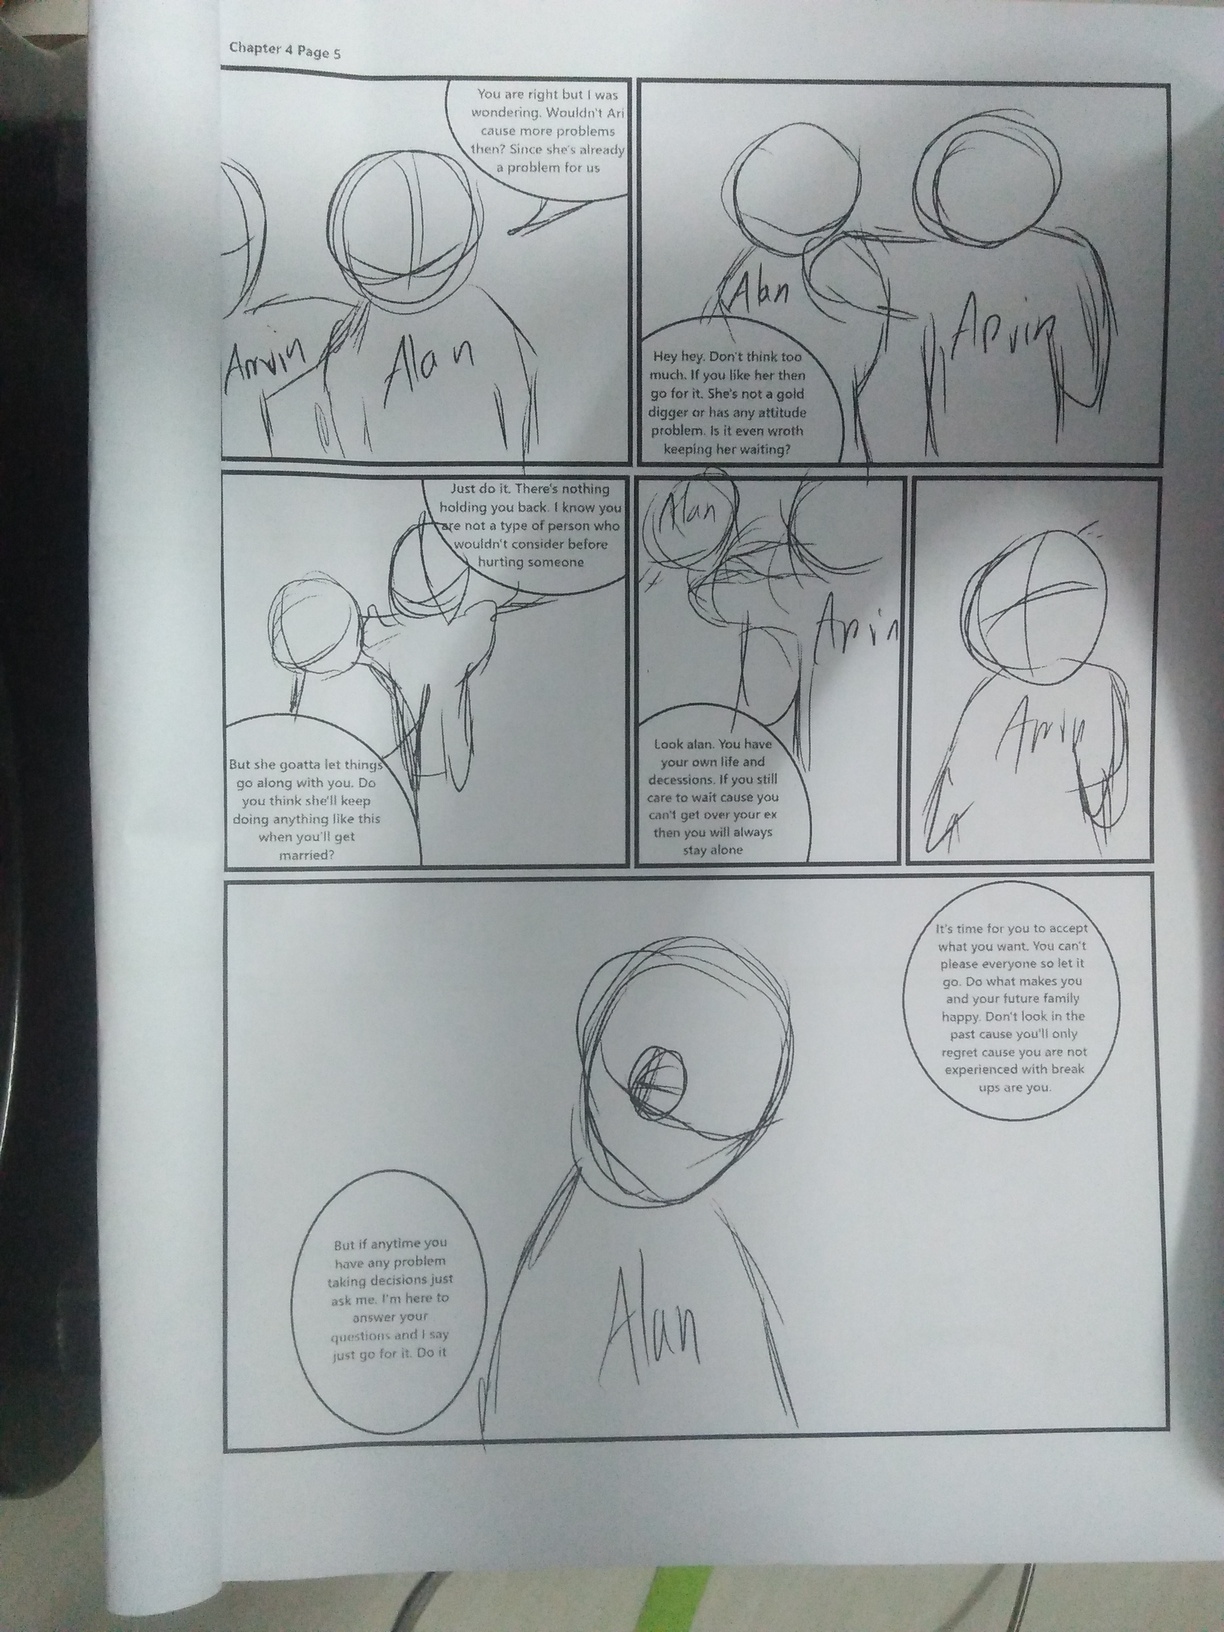 Chapter 4 Page 5
You are right but I was
wondering. Wouldn't Ari
cause more problems
then? Since she's already
a problem for us
Arvin
Alan
Alan
Arvin
Hey hey. Don't think too
much. If you like her then
go for it. She's not a gold
digger or has any attitude
problem. Is it even wroth
keeping her waiting?
Just do it. There's nothing
holding you back. I know you
are not a type of person who
wouldn't consider before
hurting someone
But she goatta let things
go along with you. Do
you think she'll keep
doing anything like this
when you'll get
married?
Alan
Arvin
Look alan. You have
your own life and
decessions. If you still
care to wait cause you
can't get over your ex
then you will always
stay alone
Arvin
It's time for you to accept
what you want. You can't
please everyone so let it
go. Do what makes you
and your future family
happy. Don't look in the
past cause you'll only
regret cause you are not
experienced with break
ups are you.
But if anytime you
have any problem
taking decisions just
ask me. I'm here to
answer your
questions and I say
just go for it. Do it
Alan